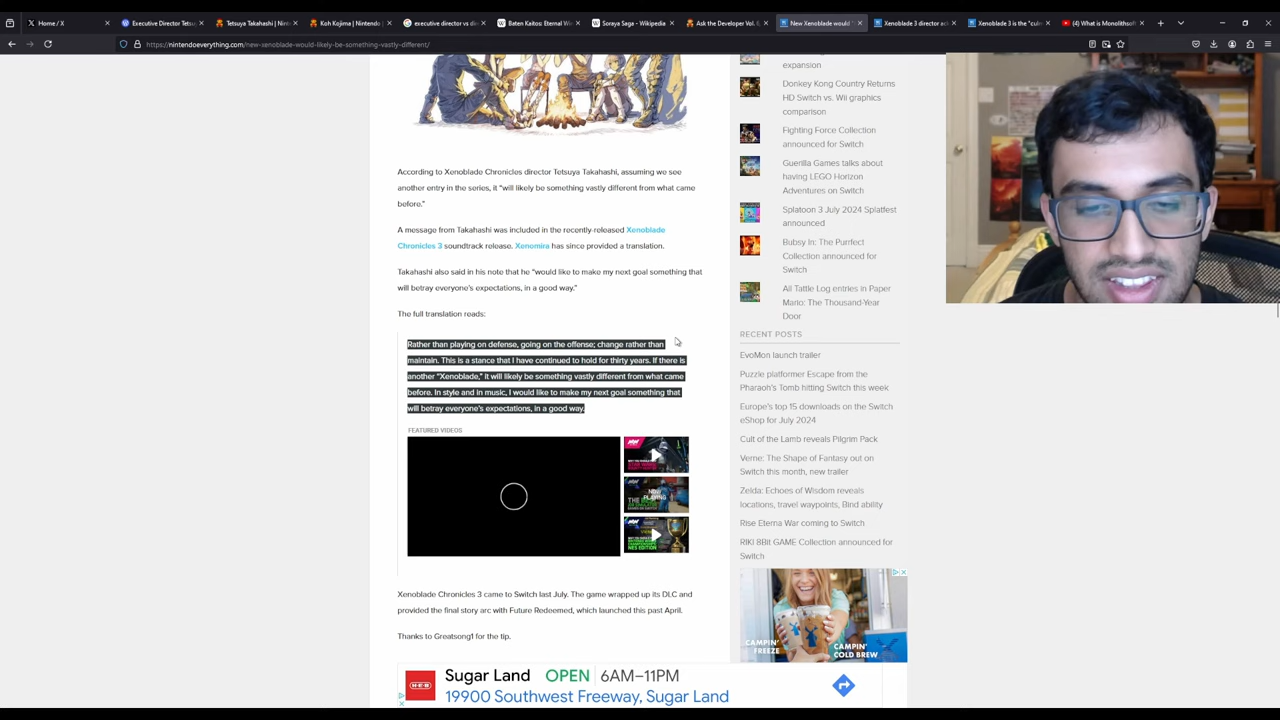 Home / X
Executive Director Tetsu
Tetsuya Takahashi | Ninten
Koh Kojima | Nintendo
executive director vs dir
Baten Kaitos: Eternal Wi
Soraya Saga - Wikipedia
Ask the Developer Vol.
New Xenoblade would
Xenoblade 3 director
Xenoblade 3 is the "cul
(4) What is Monolithsof
https://nintendoeverything.com/new-xenoblade-would-likely-be-something-vastly-different/
According to Xenoblade Chronicles director Tetsuya Takahashi, assuming we see
another entry in the series, it “will likely be something vastly different from what came
before.”
A message from Takahashi was included in the recently-released Xenoblade
Chronicles 3 soundtrack release. Xenomira has since provided a translation.
Takahashi also said in his note that he “would like to make my next goal something that
will betray everyone’s expectations, in a good way.”
The full translation reads:
Rather than playing on defense, going on the offense; change rather than
maintain. This is a stance that I have continued to hold for thirty years. If there is
another “Xenoblade,” it will likely be something vastly different from what came
before. In style and in music, I would like to make my next goal something that
will betray everyone’s expectations, in a good way.
FEATURED VIDEOS
NOW
PLAYING
Xenoblade Chronicles 3 came to Switch last July. The game wrapped up its DLC and
provided the final story arc with Future Redeemed, which launched this past April.
Thanks to Greatsong1 for the tip.
expansion
Donkey Kong Country Returns
HD Switch vs. Wii graphics
comparison
Fighting Force Collection
announced for Switch
Guerilla Games talks about
having LEGO Horizon
Adventures on Switch
Splatoon 3 July 2024 Splatfest
announced
Bubsy In: The Purrfect
Collection announced for
Switch
All Tattle Log entries in Paper
Mario: The Thousand-Year
Door
RECENT POSTS
EvoMon launch trailer
Puzzle platformer Escape from the
Pharaoh’s Tomb hitting Switch this week
Europe’s top 15 downloads on the Switch
eShop for July 2024
Cult of the Lamb reveals Pilgrim Pack
Verne: The Shape of Fantasy out on
Switch this month, new trailer
Zelda: Echoes of Wisdom reveals
locations, travel waypoints, Bind ability
Rise Eterna War coming to Switch
RIKI 8Bit GAME Collection announced for
Switch
CAMPIN’
FREEZE
CAMPIN’
COLD BREW
H-E-B
Sugar Land OPEN 6AM–11PM
19900 Southwest Freeway, Sugar Land